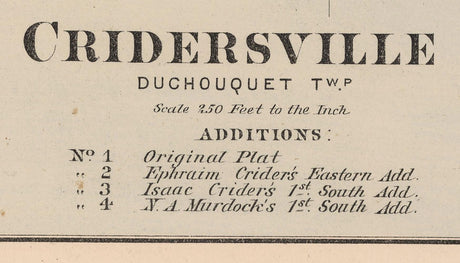 CRIDERSVILLE
DUCHOUQUET TW.P
Scale 250 Feet to the Inch
ADDITIONS:
No. 1 Original Plat
" 2 Ephraim Crider's Eastern Add.
" 3 Isaac Crider's 1st. South Add.
" 4 N.A. Murdock's 1st. South Add.